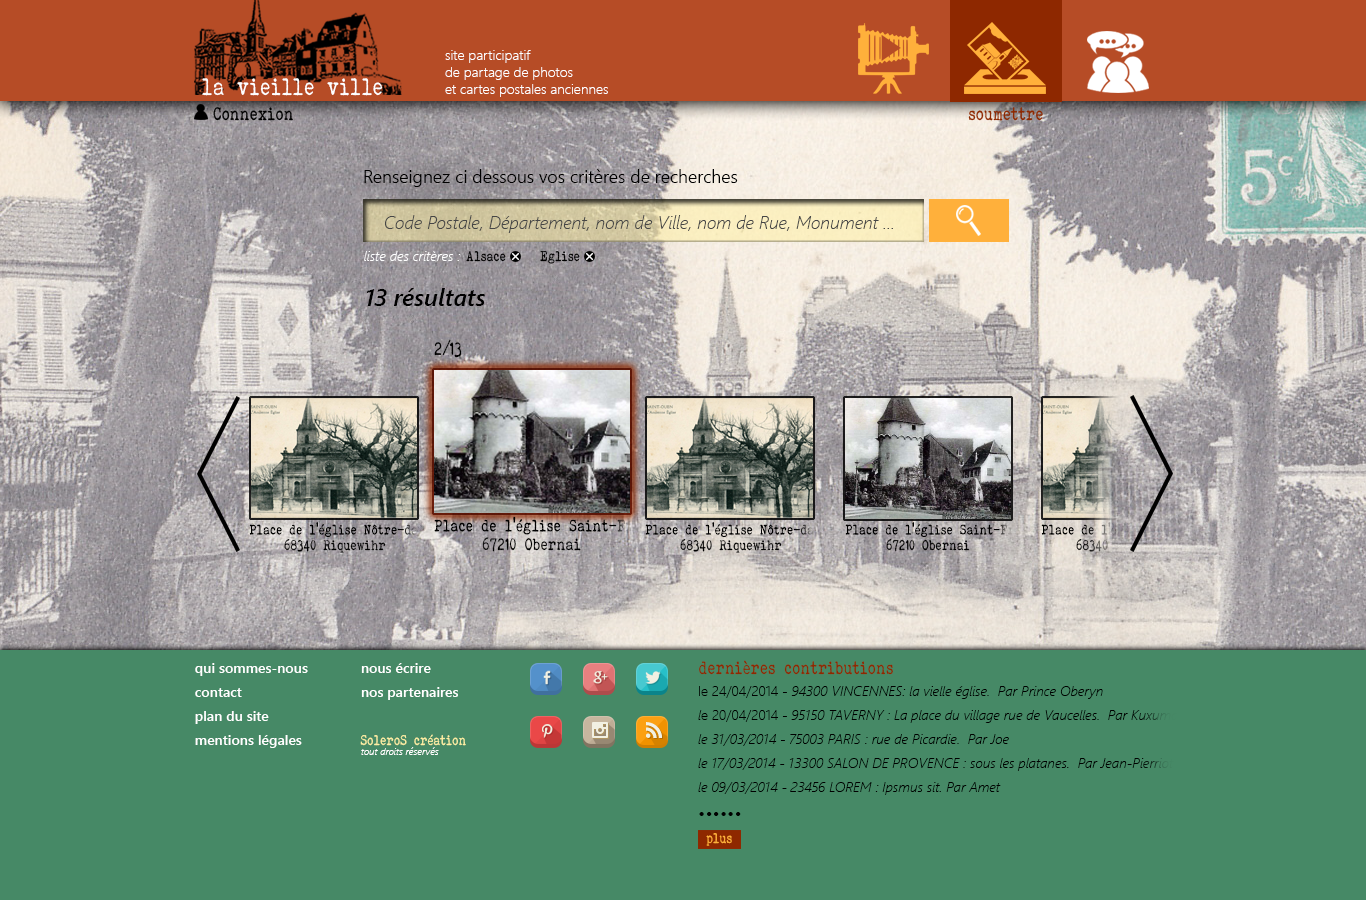 la vieille ville
site participatif
de partage de photos
et cartes postales anciennes
Connexion
soumettre
5c
Renseignez ci dessous vos critères de recherches
Code Postale, Département, nom de Ville, nom de Rue, Monument ...
liste des critères : Alsace Eglise
13 résultats
2/13
SAINT-OUEN
SAINT-OUEN
Place de l'église Nôtre-d
68340 Riquewihr
Place de l'église Saint-
67210 Obernai
Place de l'église Nôtre-d
68340 Riquewihr
Place de l'église Saint-
67210 Obernai
Place de l
68340
qui sommes-nous
contact
plan du site
mentions légales
nous écrire
nos partenaires
SoleroS création
tout droits réservés
f
g+
dernières contributions
le 24/04/2014 - 94300 VINCENNES: la vielle église. Par Prince Oberyn
le 20/04/2014 - 95150 TAVERNY : La place du village rue de Vaucelles. Par Kuxum
le 31/03/2014 - 75003 PARIS : rue de Picardie. Par Joe
le 17/03/2014 - 13300 SALON DE PROVENCE : sous les platanes. Par Jean-Pierr
le 09/03/2014 - 23456 LOREM : Ipsmus sit. Par Amet
......
plus